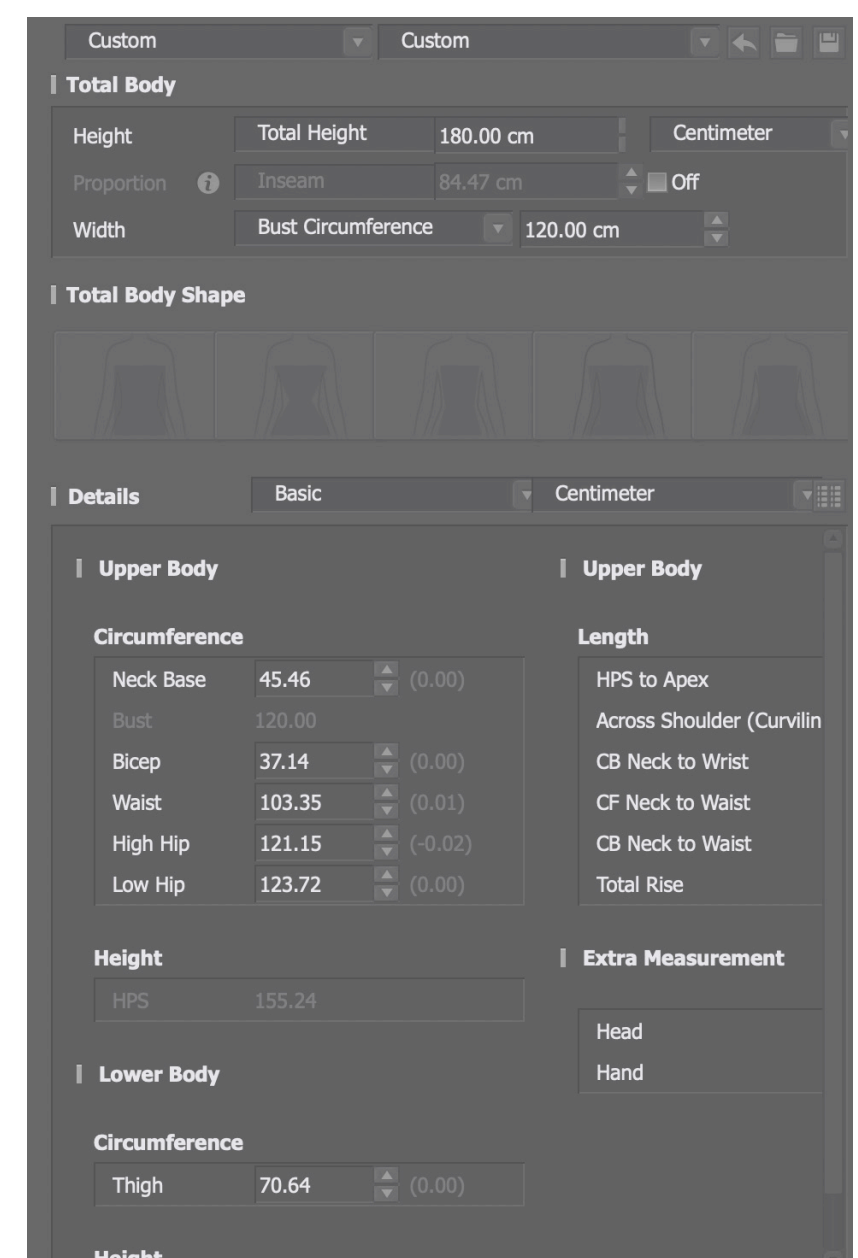 Custom Custom
Total Body
Height Total Height 180.00 cm Centimeter
Proportion i Inseam 84.47 cm Off
Width Bust Circumference 120.00 cm
Total Body Shape
Details Basic Centimeter
Upper Body
Circumference
Neck Base 45.46 (0.00)
Bust 120.00
Bicep 37.14 (0.00)
Waist 103.35 (0.01)
High Hip 121.15 (-0.02)
Low Hip 123.72 (0.00)
Height
HPS 155.24
Lower Body
Circumference
Thigh 70.64 (0.00)
Height
Upper Body
Length
HPS to Apex
Across Shoulder (Curvilin
CB Neck to Wrist
CF Neck to Waist
CB Neck to Waist
Total Rise
Extra Measurement
Head
Hand